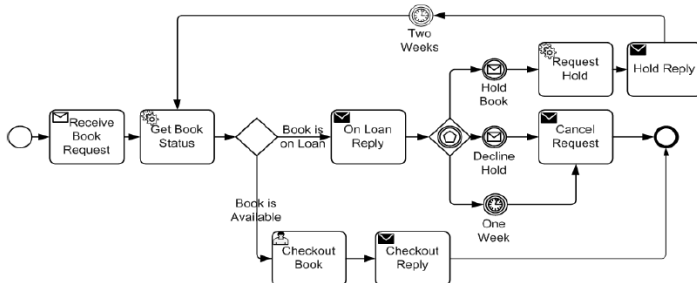 Two
Weeks
Receive
Book
Request
Get Book
Status
Book is
on Loan
On Loan
Reply
Hold
Book
Request
Hold
Hold Reply
Decline
Hold
Cancel
Request
One
Week
Book is
Available
Checkout
Book
Checkout
Reply